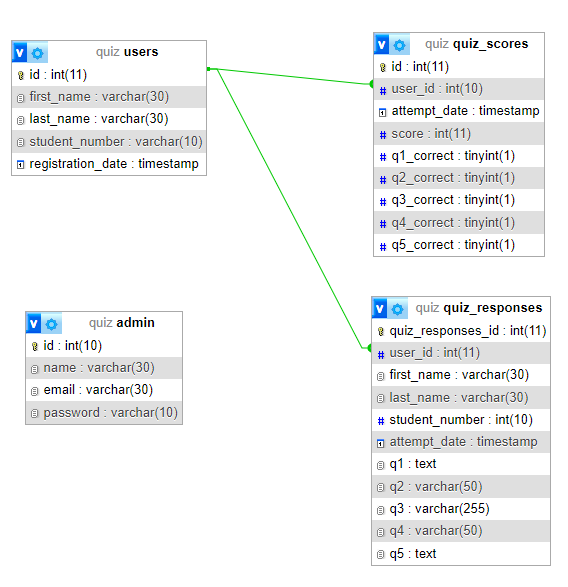 quiz users
id : int(11)
first_name : varchar(30)
last_name : varchar(30)
student_number : varchar(10)
registration_date : timestamp
quiz quiz_scores
id : int(11)
user_id : int(10)
attempt_date : timestamp
score : int(11)
q1_correct : tinyint(1)
q2_correct : tinyint(1)
q3_correct : tinyint(1)
q4_correct : tinyint(1)
q5_correct : tinyint(1)
quiz admin
id : int(10)
name : varchar(30)
email : varchar(30)
password : varchar(10)
quiz quiz_responses
quiz_responses_id : int(11)
user_id : int(11)
first_name : varchar(30)
last_name : varchar(30)
student_number : int(10)
attempt_date : timestamp
q1 : text
q2 : varchar(50)
q3 : varchar(255)
q4 : varchar(50)
q5 : text